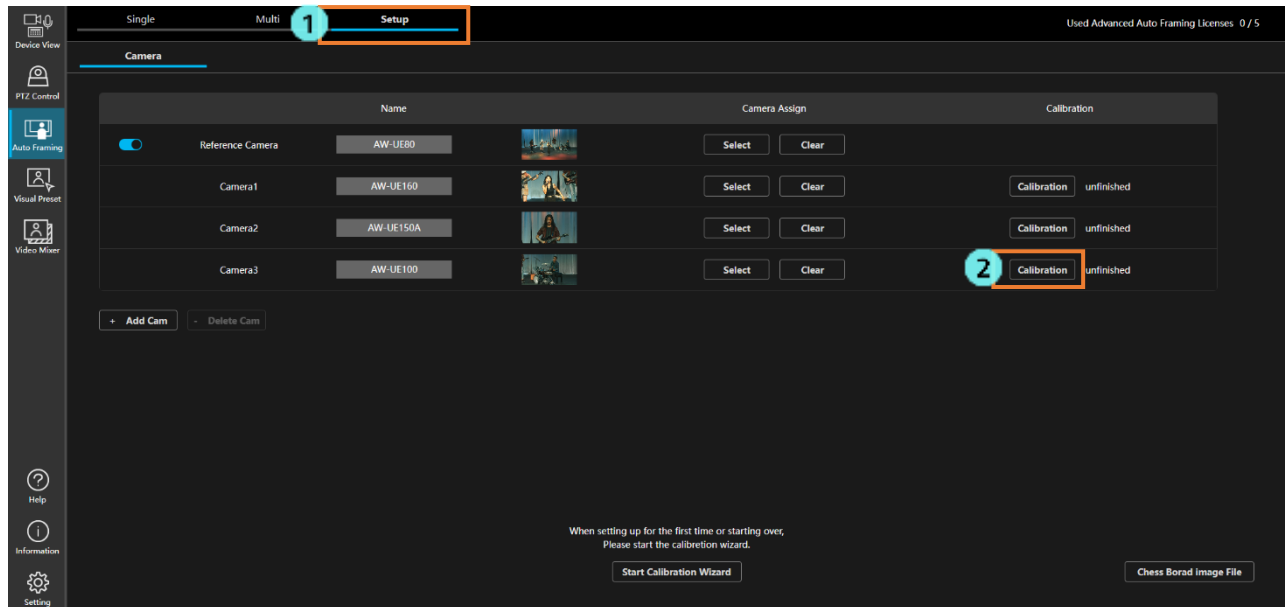 Device View
PTZ Control
Auto Framing
Visual Preset
Video Mixer
Help
Information
Setting
Single Multi 1 Setup Used Advanced Auto Framing Licenses 0 / 5
Camera
Name Camera Assign Calibration
Reference Camera AW-UE80 Select Clear
Camera1 AW-UE160 Select Clear Calibration unfinished
Camera2 AW-UE150A Select Clear Calibration unfinished
Camera3 AW-UE100 Select Clear 2 Calibration unfinished
+ Add Cam - Delete Cam
When setting up for the first time or starting over,
Please start the calibretion wizard.
Start Calibration Wizard Chess Borad image File